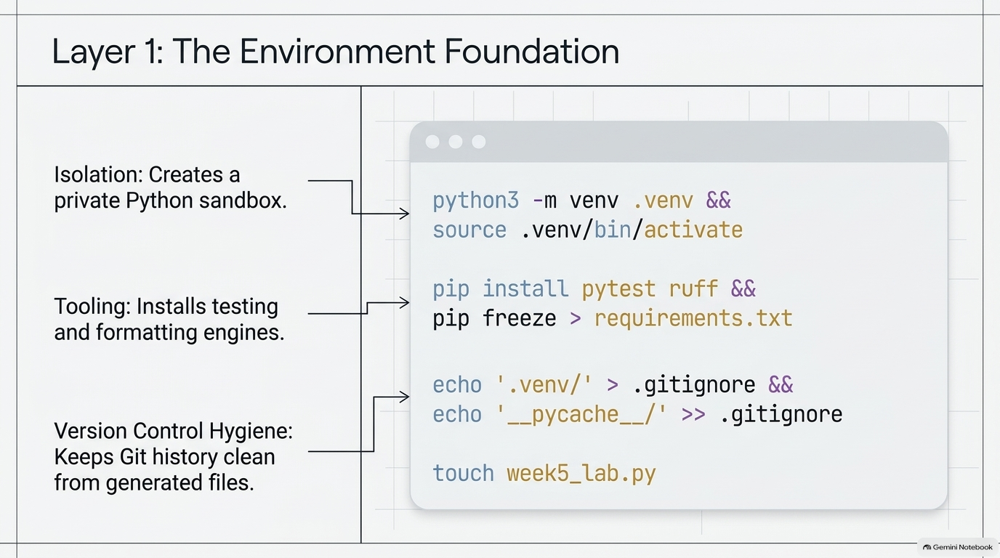 Layer 1: The Environment Foundation
Isolation: Creates a
private Python sandbox.
Tooling: Installs testing
and formatting engines.
Version Control Hygiene:
Keeps Git history clean
from generated files.
python3 -m venv .venv &&
source .venv/bin/activate
pip install pytest ruff &&
pip freeze > requirements.txt
echo '.venv/' > .gitignore &&
echo '__pycache__/' >> .gitignore
touch week5_lab.py
Gemini Notebook